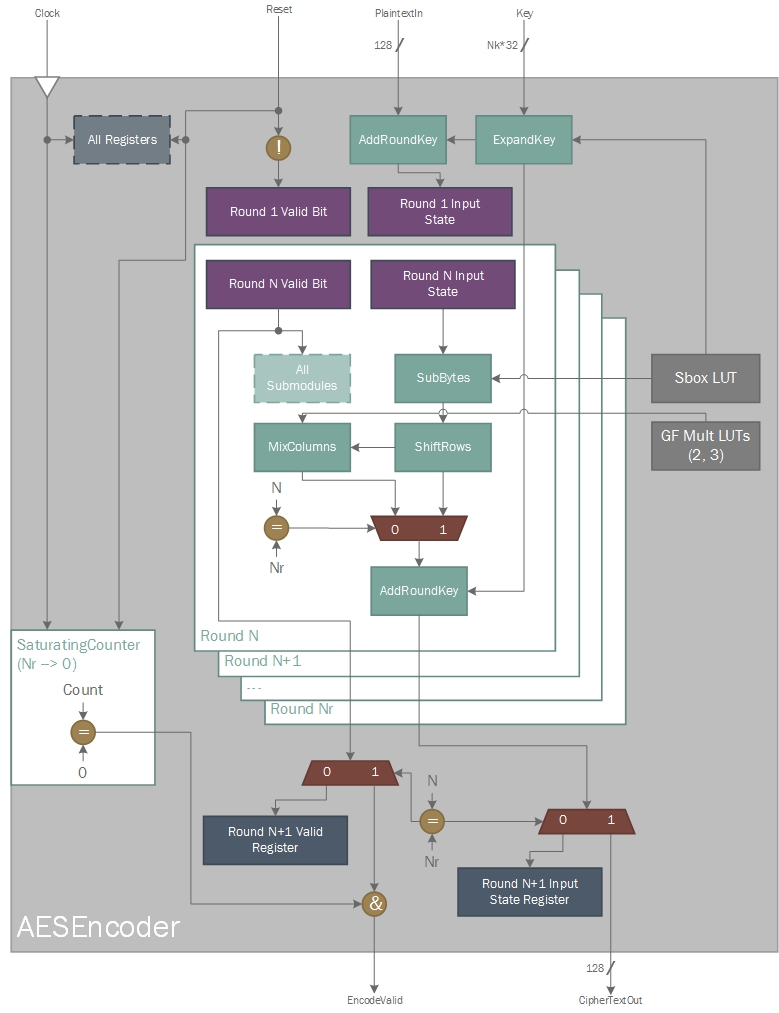 Clock
Reset
PlaintextIn
Key
128
Nk*32
All Registers
!
AddRoundKey
ExpandKey
Round 1 Valid Bit
Round 1 Input
State
Round N Valid Bit
Round N Input
State
All
Submodules
SubBytes
Sbox LUT
MixColumns
ShiftRows
GF Mult LUTs
(2, 3)
N
=
Nr
0 1
AddRoundKey
Round N
Round N+1
---
Round Nr
SaturatingCounter
(Nr --> 0)
Count
=
0
0 1
N
=
Nr
0 1
Round N+1 Valid
Register
Round N+1 Input
State Register
&
AESEncoder
128
EncodeValid
CipherTextOut